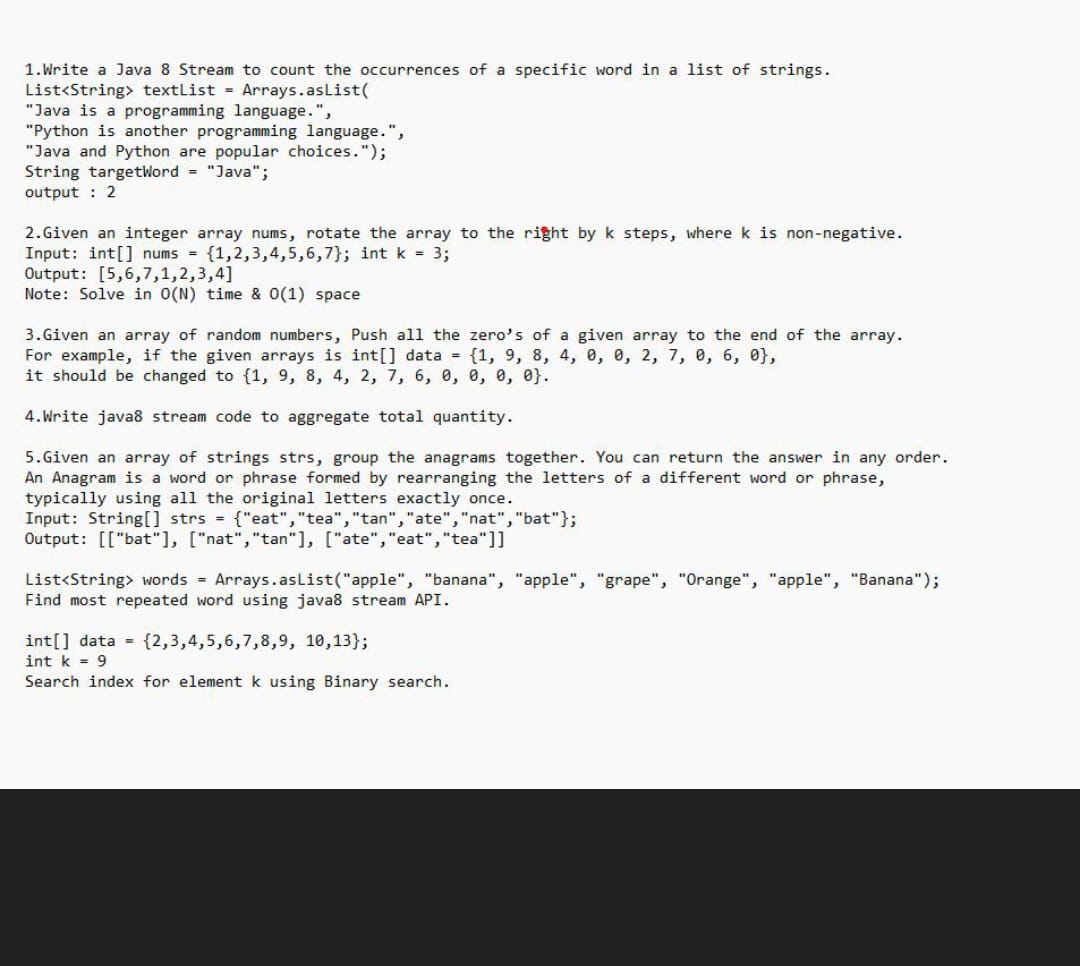 1.Write a Java 8 Stream to count the occurrences of a specific word in a list of strings.
List<String> textList = Arrays.asList(
"Java is a programming language.",
"Python is another programming language.",
"Java and Python are popular choices.");
String targetWord = "Java";
output : 2
2.Given an integer array nums, rotate the array to the right by k steps, where k is non-negative.
Input: int[] nums = {1,2,3,4,5,6,7}; int k = 3;
Output: [5,6,7,1,2,3,4]
Note: Solve in O(N) time & O(1) space
3.Given an array of random numbers, Push all the zero’s of a given array to the end of the array.
For example, if the given arrays is int[] data = {1, 9, 8, 4, 0, 0, 2, 7, 0, 6, 0},
it should be changed to {1, 9, 8, 4, 2, 7, 6, 0, 0, 0, 0}.
4.Write java8 stream code to aggregate total quantity.
5.Given an array of strings strs, group the anagrams together. You can return the answer in any order.
An Anagram is a word or phrase formed by rearranging the letters of a different word or phrase,
typically using all the original letters exactly once.
Input: String[] strs = {"eat","tea","tan","ate","nat","bat"};
Output: [["bat"], ["nat","tan"], ["ate","eat","tea"]]
List<String> words = Arrays.asList("apple", "banana", "apple", "grape", "Orange", "apple", "Banana");
Find most repeated word using java8 stream API.
int[] data = {2,3,4,5,6,7,8,9, 10,13};
int k = 9
Search index for element k using Binary search.